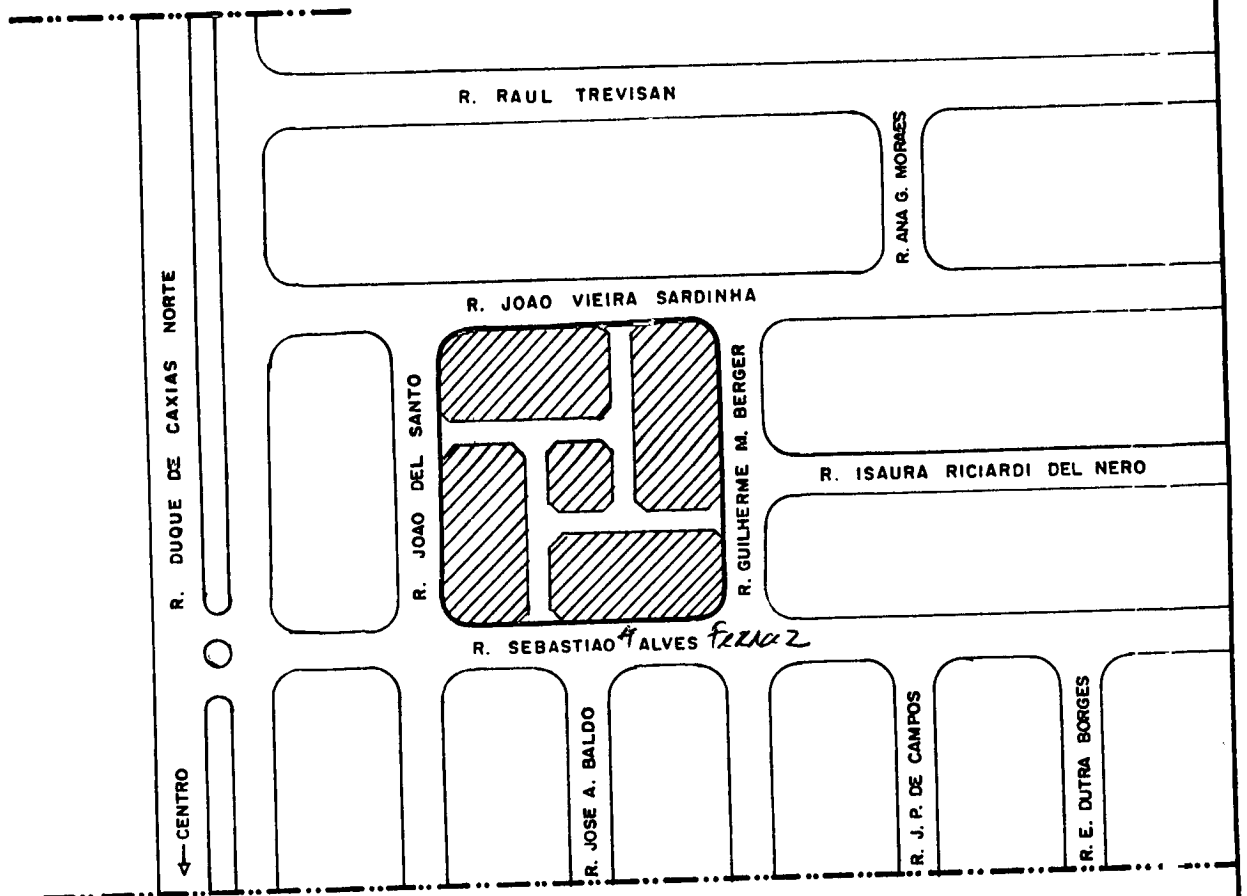 R. RAUL TREVISAN
R. ANA G. MORAES
R. JOAO VIEIRA SARDINHA
R. DUQUE DE CAXIAS NORTE
R. JOAO DEL SANTO
R. GUILHERME M. BERGER
R. ISAURA RICIARDI DEL NERO
R. SEBASTIAO ALVES Ferraz
← CENTRO
R. JOSE A. BALDO
R. J. P. DE CAMPOS
R. E. DUTRA BORGES